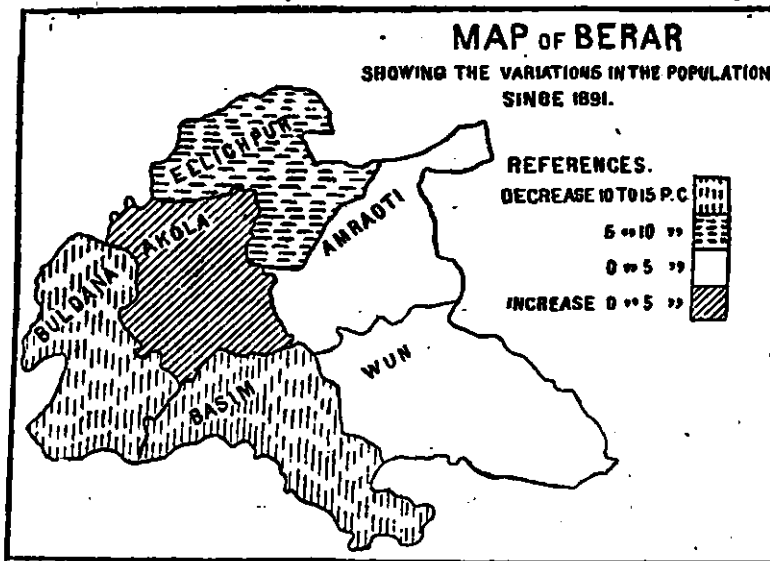 MAP OF BERAR
SHOWING THE VARIATIONS IN THE POPULATION
SINCE 1891.
REFERENCES.
DECREASE 10 TO 15 P.C.
5 „ 10 „
0 „ 5 „
INCREASE 0 „ 5 „
ELLICHPUR
AMRAOTI
AKOLA
BULDANA
WUN
BASIM